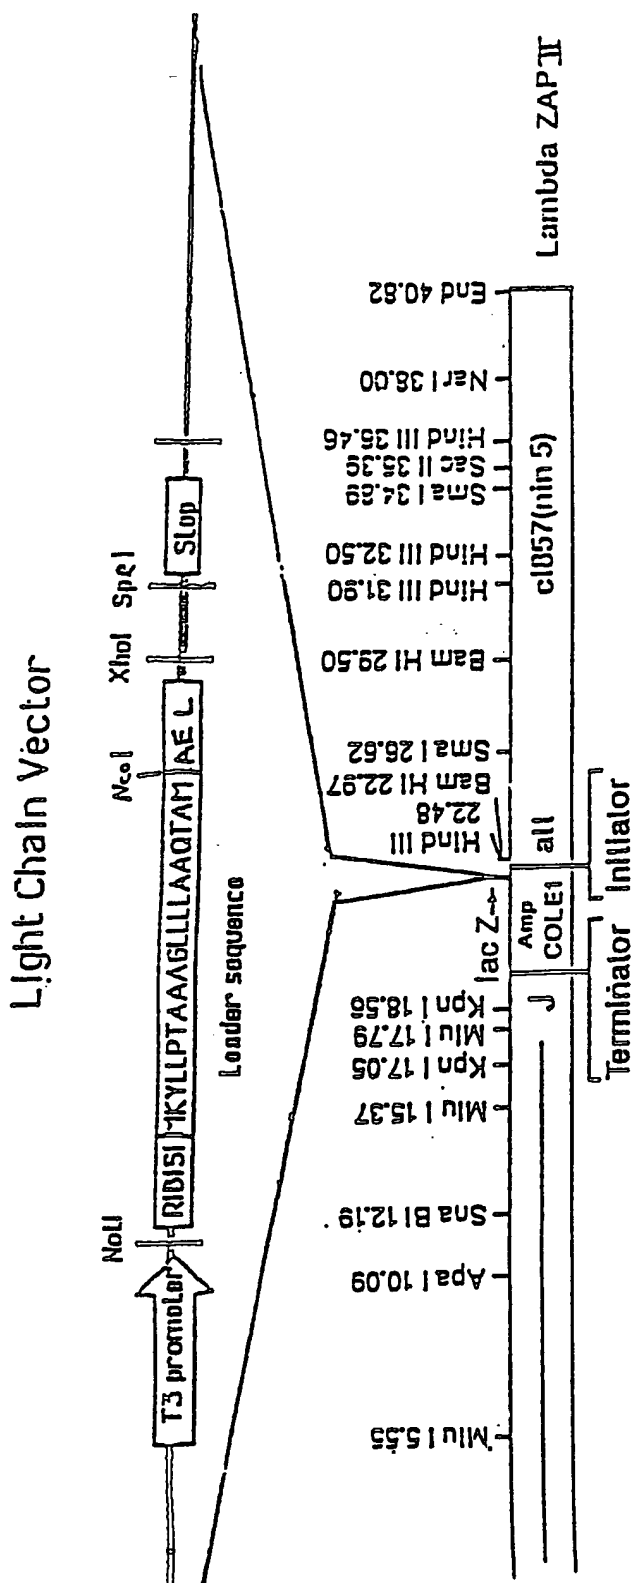 Light Chain Vector
NotI
NcoI
XhoI
SpeI
T3 promoter
RIBISI
MKYLLPTAAAGLLLLAAQTAM
AE L
Stop
Leader sequence
Mlu I 5.55
Apa I 10.09
Sna BI 12.19
Mlu I 15.37
Kpn I 17.05
Mlu I 17.79
Kpn I 18.56
lac Z
Hind III
22.48
Bam HI 22.97
Sma I 26.62
Bam HI 29.50
Hind III 31.90
Hind III 32.50
Sma I 34.89
Sac II 35.39
Hind III 35.46
Nar I 38.00
End 40.82
J
Amp
COLE1
att
cI857(nin 5)
Lambda ZAP II
Terminator
Initiator